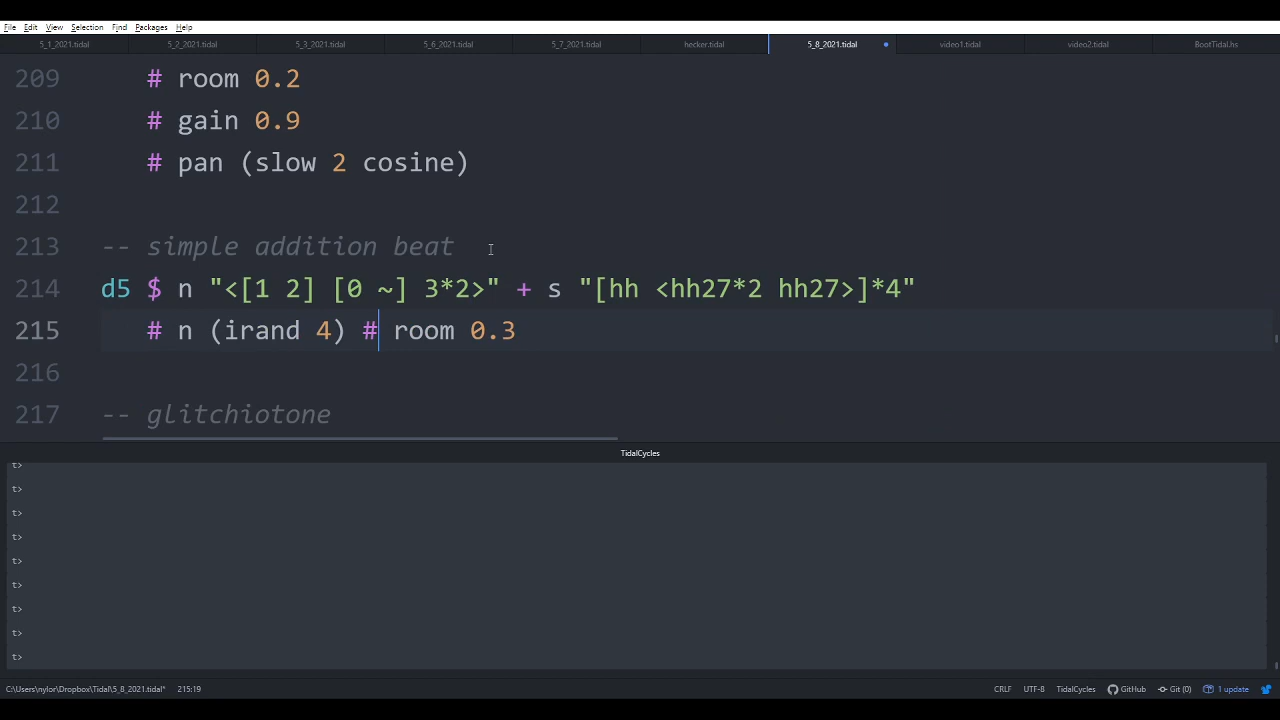 File Edit View Selection Find Packages Help
5_1_2021.tidal 5_2_2021.tidal 5_3_2021.tidal 5_6_2021.tidal 5_7_2021.tidal hecker.tidal 5_8_2021.tidal video1.tidal video2.tidal BootTidal.hs
209 # room 0.2
210 # gain 0.9
211 # pan (slow 2 cosine)
212
213 -- simple addition beat
214 d5 $ n "<[1 2] [0 ~] 3*2>" + s "[hh <hh27*2 hh27>]*4"
215 # n (irand 4) # room 0.3
216
217 -- glitchiotone
TidalCycles
t>
t>
t>
t>
t>
t>
t>
t>
t>
C:\Users\nylor\Dropbox\Tidal\5_8_2021.tidal* 215:19 CRLF UTF-8 TidalCycles GitHub Git (0) 1 update